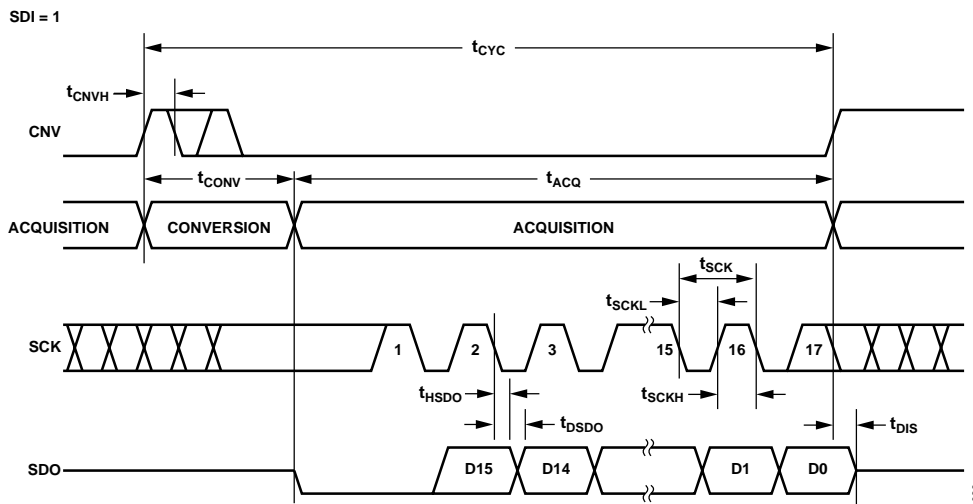 SDI = 1
tCYC
tCNVH
CNV
tCONV
tACQ
ACQUISITION
CONVERSION
ACQUISITION
tSCK
tSCKL
SCK
1
2
3
15
16
17
tHSDO
tSCKH
tDSDO
tDIS
SDO
D15
D14
D1
D0